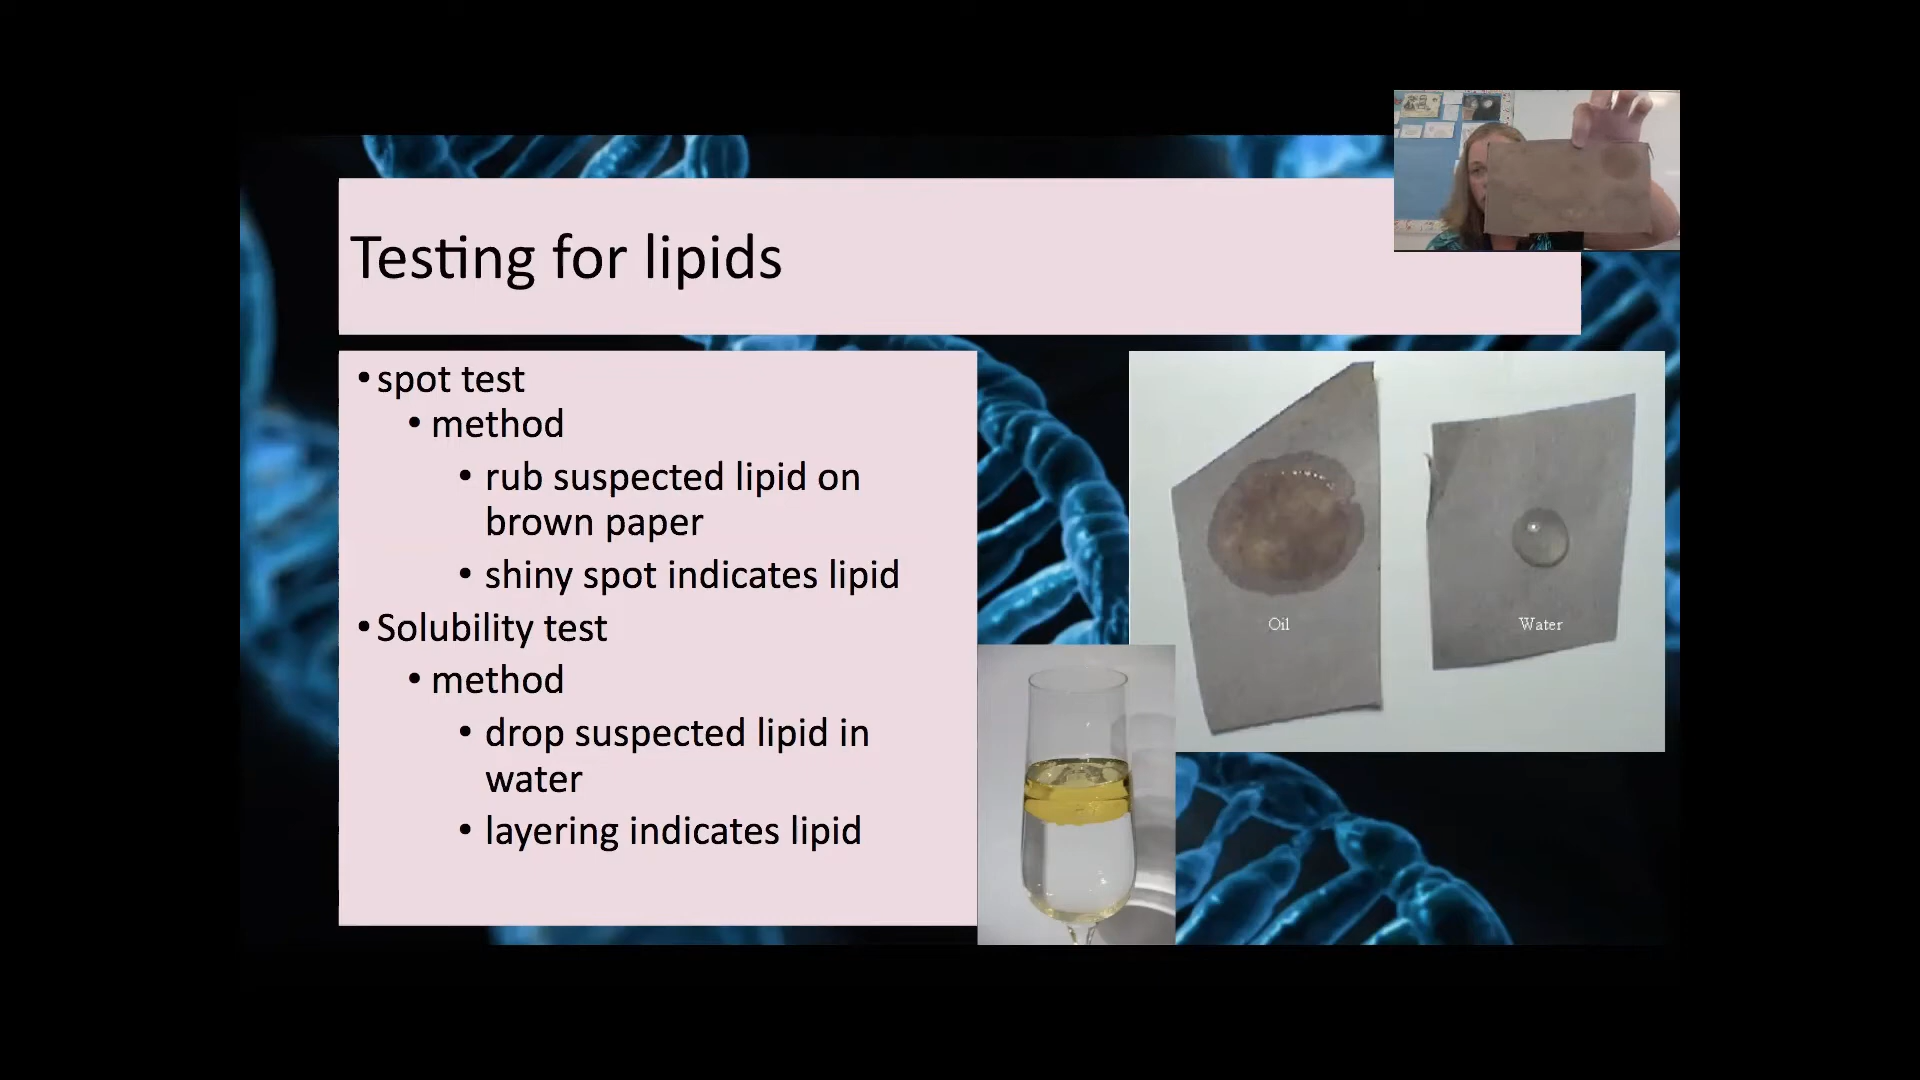 Testing for lipids
• spot test
• method
• rub suspected lipid on
brown paper
• shiny spot indicates lipid
• Solubility test
• method
• drop suspected lipid in
water
• layering indicates lipid
Oil
Water